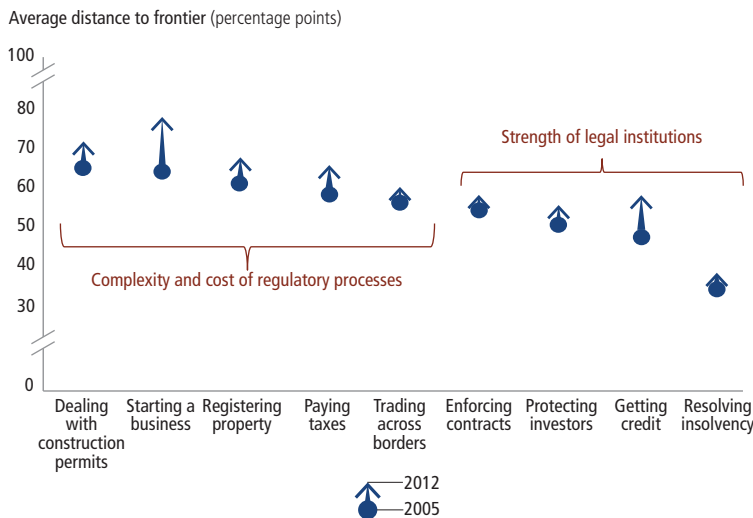 Average distance to frontier (percentage points)
100
80
70
60
50
40
30
0
Strength of legal institutions
Complexity and cost of regulatory processes
Dealing
with
construction
permits
Starting a
business
Registering
property
Paying
taxes
Trading
across
borders
Enforcing
contracts
Protecting
investors
Getting
credit
Resolving
insolvency
2012
2005